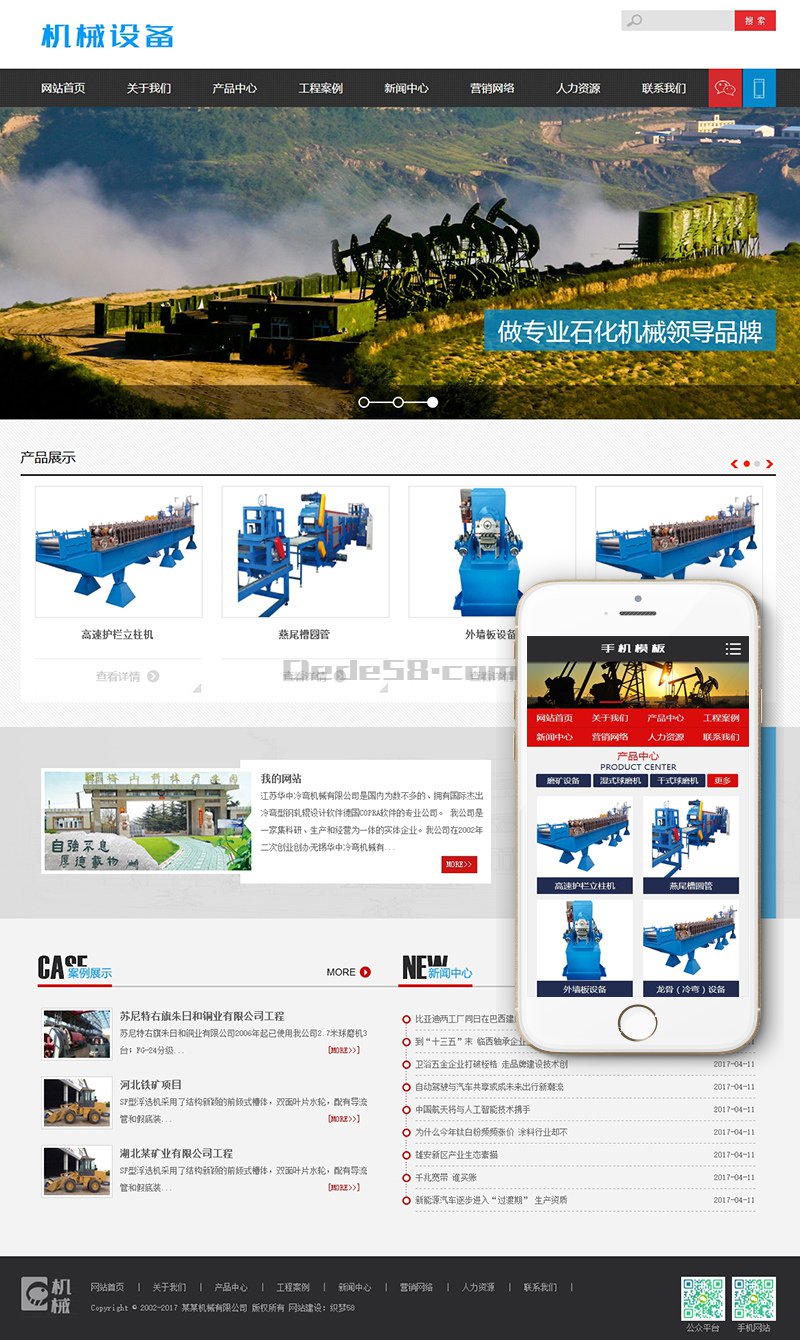 机械设备
搜 索
网站首页 关于我们 产品中心 工程案例 新闻中心 营销网络 人力资源 联系我们
做专业石化机械领导品牌
产品展示
高速护栏立柱机 燕尾槽圆管 外墙板设备
查看详情 查看详情 查看详情
Dede58.com
我的网站
江苏华中冷弯机械有限公司是国内为数不多的、拥有国际杰出
冷弯型钢轧辊设计软件德国COPRA软件的专业公司。 我公司是
一家集科研、生产和经营为一体的实体企业。我公司在2002年
二次创业创办无锡华中冷弯机械有...
MORE>>
自强不息
厚德载物
CASE 案例展示 MORE
苏尼特右旗朱日和铜业有限公司工程
苏尼特右旗朱日和铜业有限公司2006年起已使用我公司2.7米球磨机3
台；FG-24分级... [MORE>>]
河北铁矿项目
SF型浮选机采用了结构新颖的前倾式槽体，双面叶片水轮，配有导流
管和假底装... [MORE>>]
湖北某矿业有限公司工程
SF型浮选机采用了结构新颖的前倾式槽体，双面叶片水轮，配有导流
管和假底装... [MORE>>]
NEW 新闻中心
比亚迪两工厂同日在巴西建
到“十三五”末 临西轴承企业
卫浴五金企业打破桎梏 走品牌建设技术创 2017-04-11
自动驾驶与汽车共享或成未来出行新潮流 2017-04-11
中国航天将与人工智能技术携手 2017-04-11
为什么今年钛白粉频频涨价 涂料行业却不 2017-04-11
雄安新区产业生态素描 2017-04-11
千兆宽带 谁买账 2017-04-11
新能源汽车逐步进入“过渡期” 生产资质 2017-04-11
手机模板
网站首页 关于我们 产品中心 工程案例
新闻中心 营销网络 人力资源 联系我们
产品中心
PRODUCT CENTER
磨矿设备 湿式球磨机 干式球磨机 更多
高速护栏立柱机 燕尾槽圆管
外墙板设备 龙骨（冷弯）设备
机械
网站首页 | 关于我们 | 产品中心 | 工程案例 | 新闻中心 | 营销网络 | 人力资源 | 联系我们 |
Copyright © 2002-2017 某某机械有限公司 版权所有 网站建设：织梦58
公众平台 手机网站